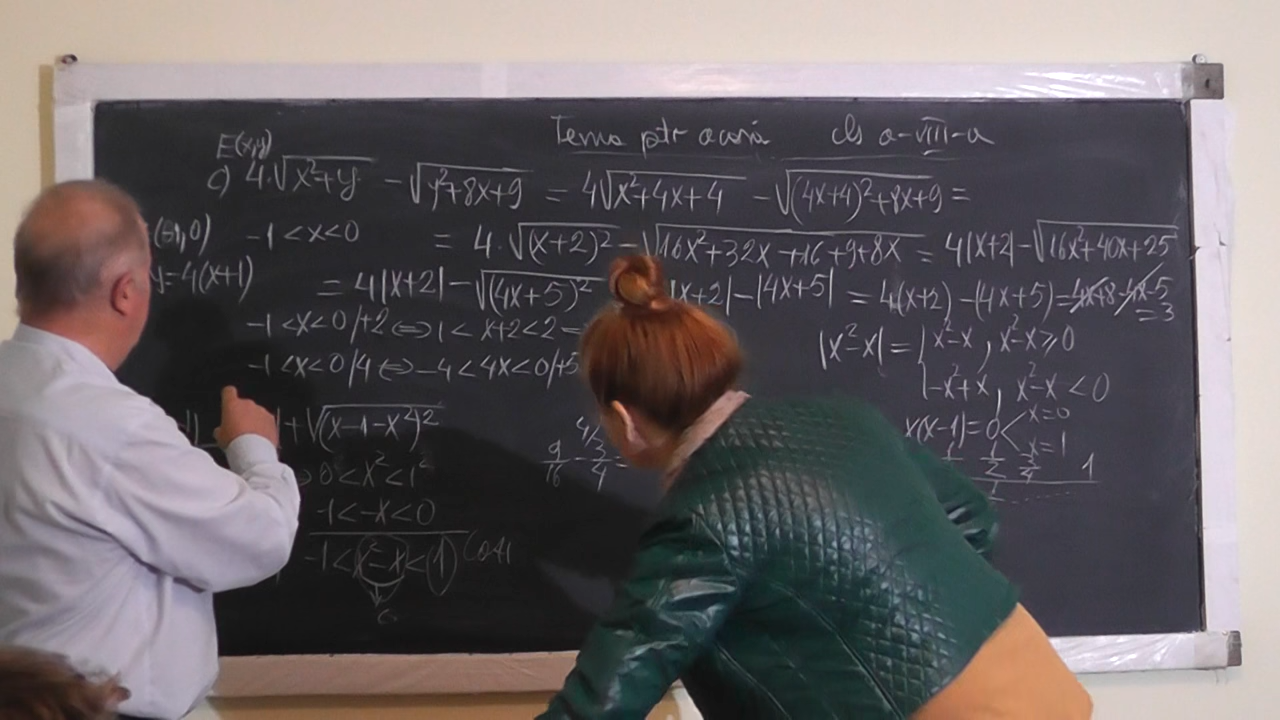 Tema ptr acasă cls a-VIII-a
E(x,y)
c) 4·√(x²+y) - √(y²+8x+9) = 4√(x²+4x+4) - √((4x+4)²+8x+9) =
,0) -1<x<0 = 4·√((x+2)²) - √(16x²+32x+16+9+8x) = 4|x+2| - √(16x²+40x+25)
y=4(x+1) = 4|x+2| - √((4x+5)²) |x+2| - |4x+5| = 4(x+2) - (4x+5) = 4x+8-4x-5
= 3
-1<x<0/+2 ⇔ 1<x+2<2 =
|x²-x| = { x²-x , x²-x≥0
-1<x<0/4 ⇔ -4<4x<0/+5
-x²+x , x²-x<0
+ √((x-1-x²)²
x(x-1)=0 < x=0
x=1
9/16 - 4/3/4 =
0<x²<1
-1<-x<0
-1<x²-x<1
1